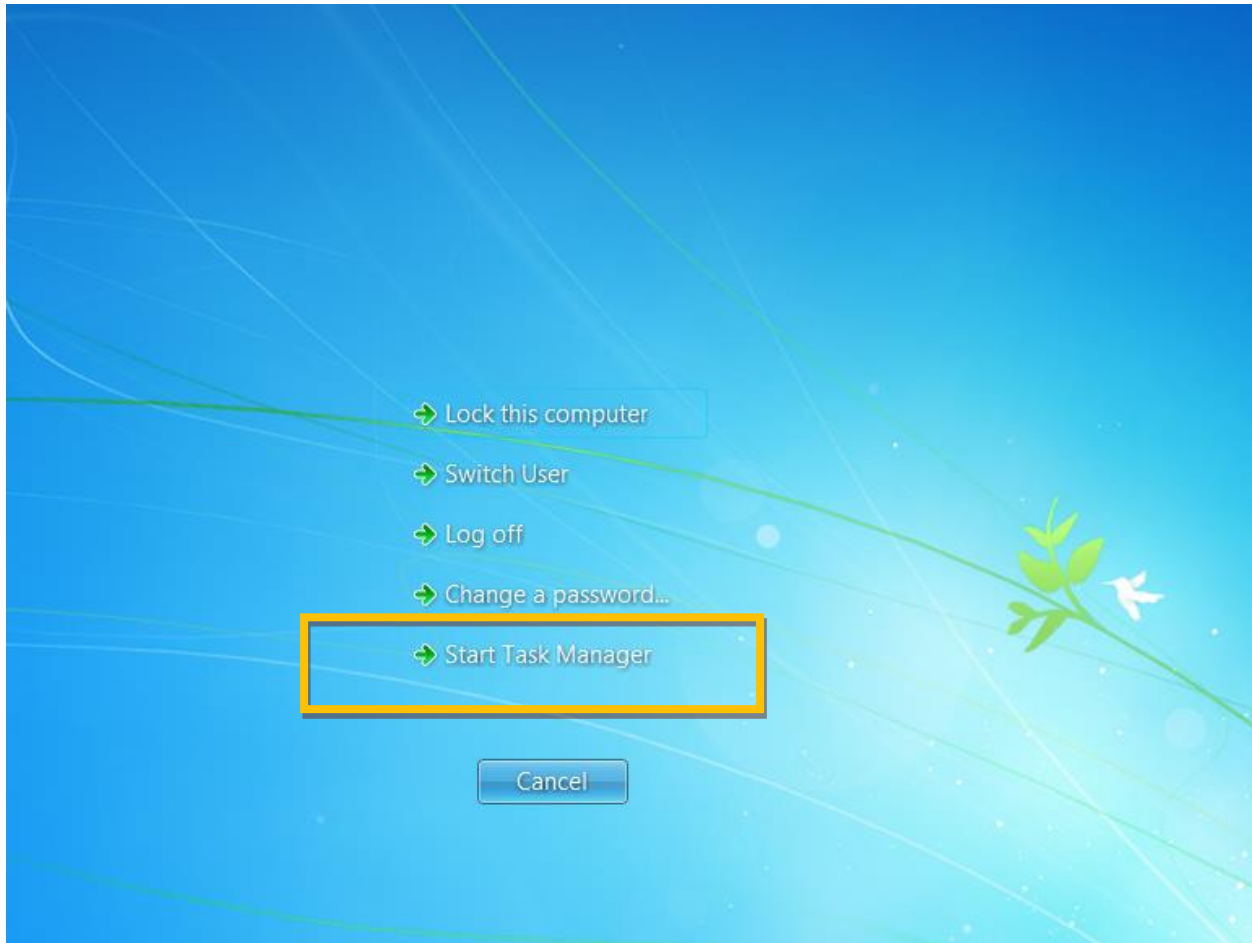 Lock this computer
Switch User
Log off
Change a password...
Start Task Manager
Cancel